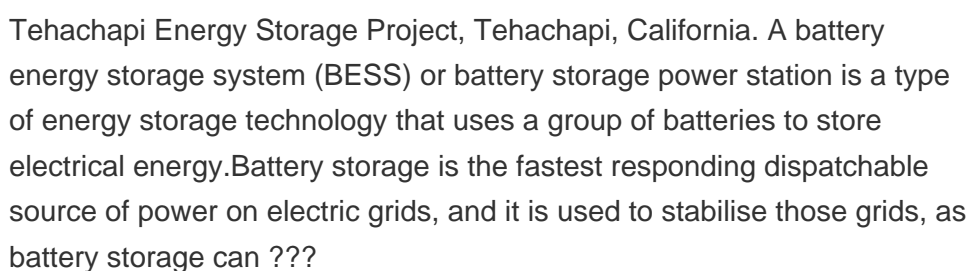 Tehachapi Energy Storage Project, Tehachapi, California. A battery
energy storage system (BESS) or battery storage power station is a type
of energy storage technology that uses a group of batteries to store
electrical energy.Battery storage is the fastest responding dispatchable
source of power on electric grids, and it is used to stabilise those grids, as
battery storage can ???